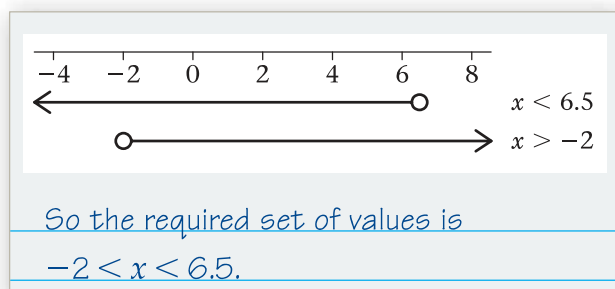 −4 −2 0 2 4 6 8
x < 6.5
x > −2
So the required set of values is
−2 < x < 6.5.